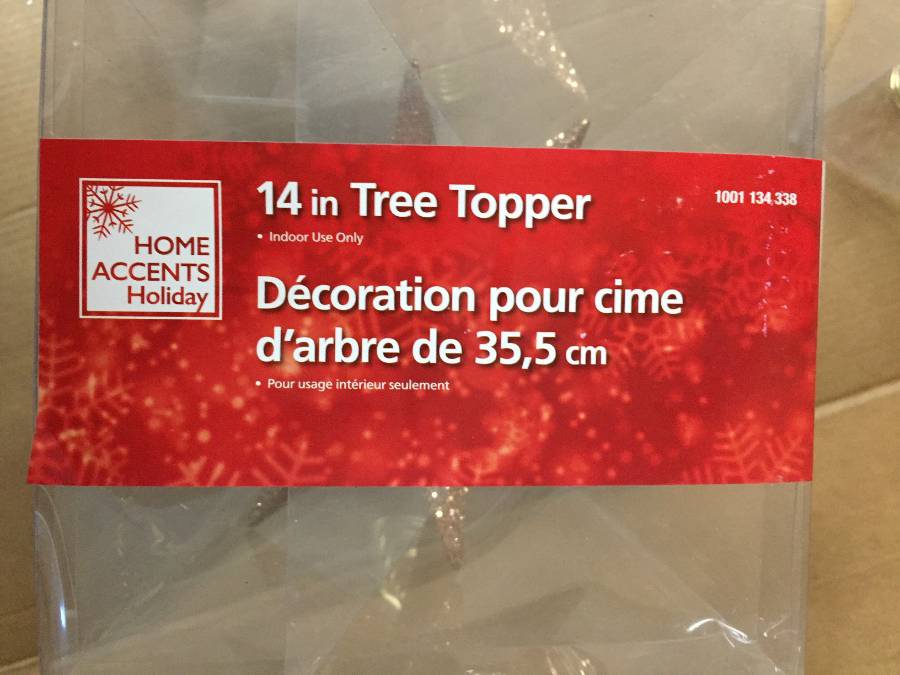 HOME
ACCENTS
Holiday
14 in Tree Topper
• Indoor Use Only
1001 134 338
Décoration pour cime
d'arbre de 35,5 cm
• Pour usage intérieur seulement